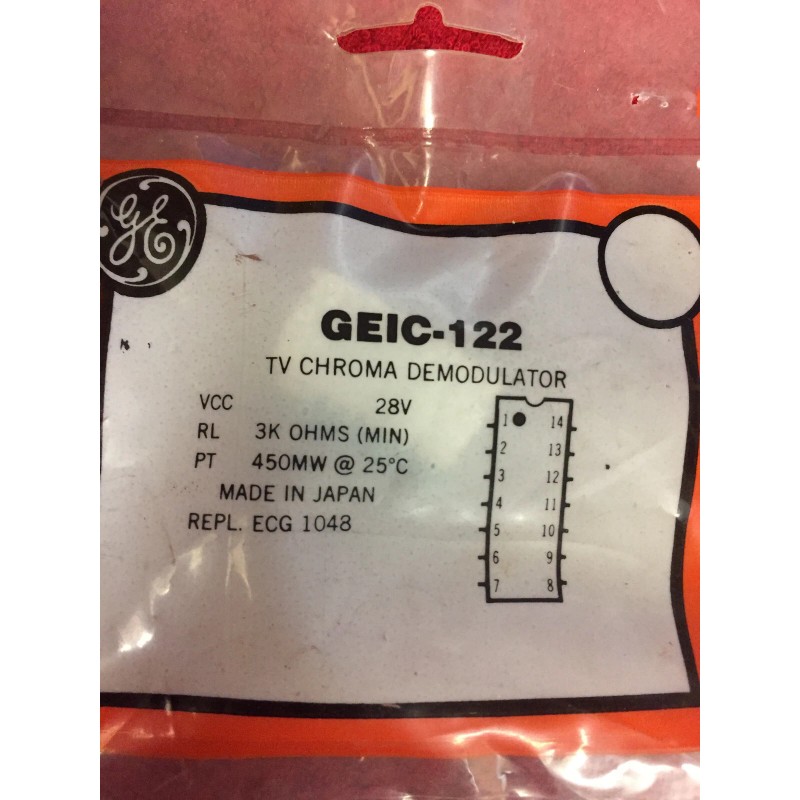 GE
GEIC-122
TV CHROMA DEMODULATOR
VCC 28V
RL 3K OHMS (MIN)
PT 450MW @ 25°C
MADE IN JAPAN
REPL. ECG 1048
1 14
2 13
3 12
4 11
5 10
6 9
7 8